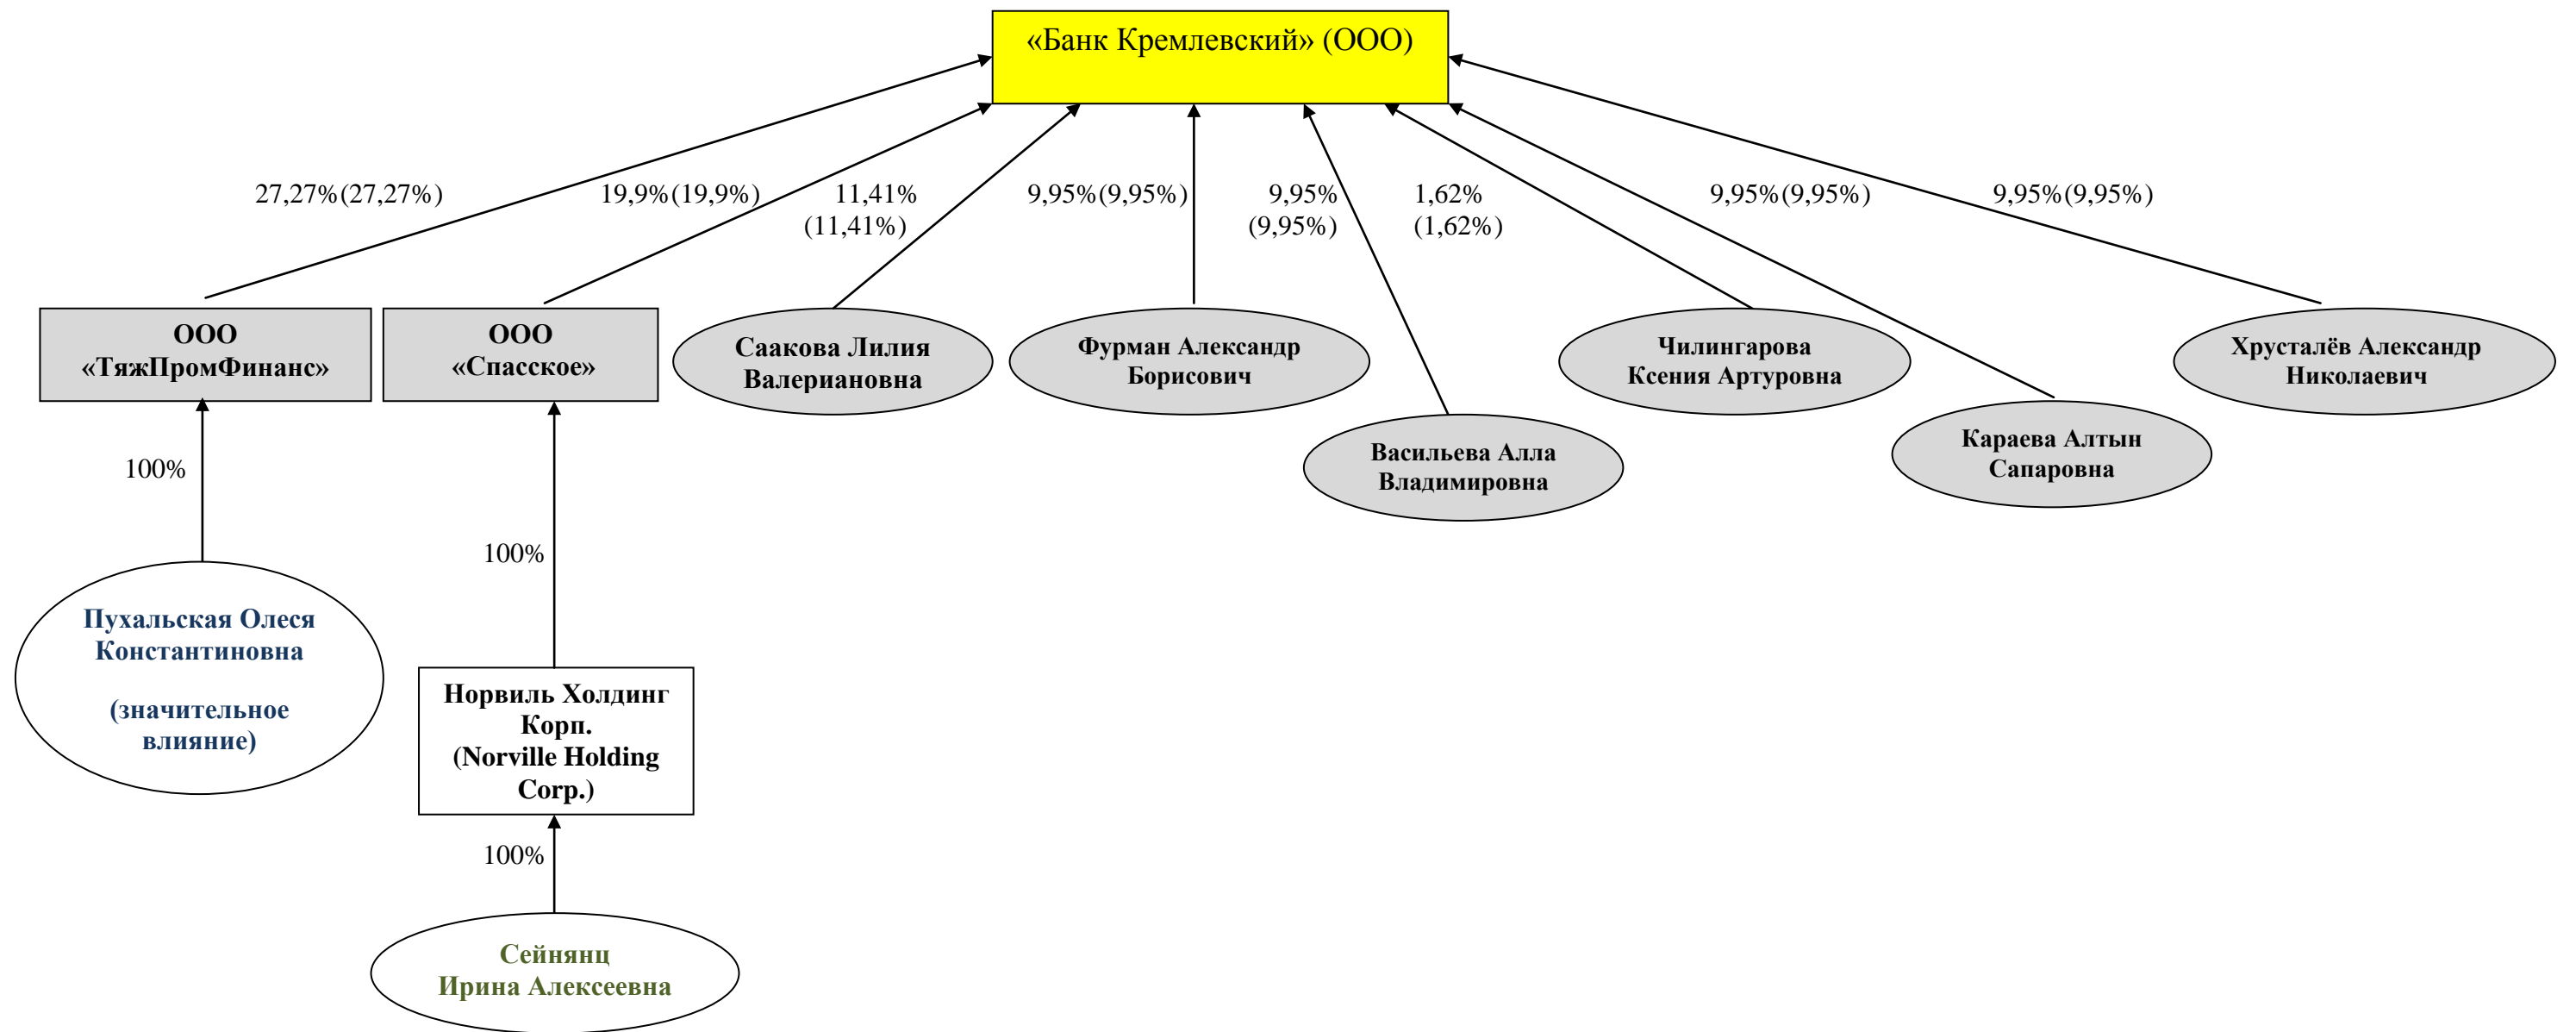 «Банк Кремлевский» (ООО)
27,27%(27,27%)
19,9%(19,9%)
11,41%
(11,41%)
9,95%(9,95%)
9,95%
(9,95%)
1,62%
(1,62%)
9,95%(9,95%)
9,95%(9,95%)
ООО
«ТяжПромФинанс»
ООО
«Спасское»
Саакова Лилия
Валериановна
Фурман Александр
Борисович
Васильева Алла
Владимировна
Чилингарова
Ксения Артуровна
Караева Алтын
Сапаровна
Хрусталёв Александр
Николаевич
100%
100%
Пухальская Олеся
Константиновна
(значительное
влияние)
Норвиль Холдинг
Корп.
(Norville Holding
Corp.)
100%
Сейнянц
Ирина Алексеевна